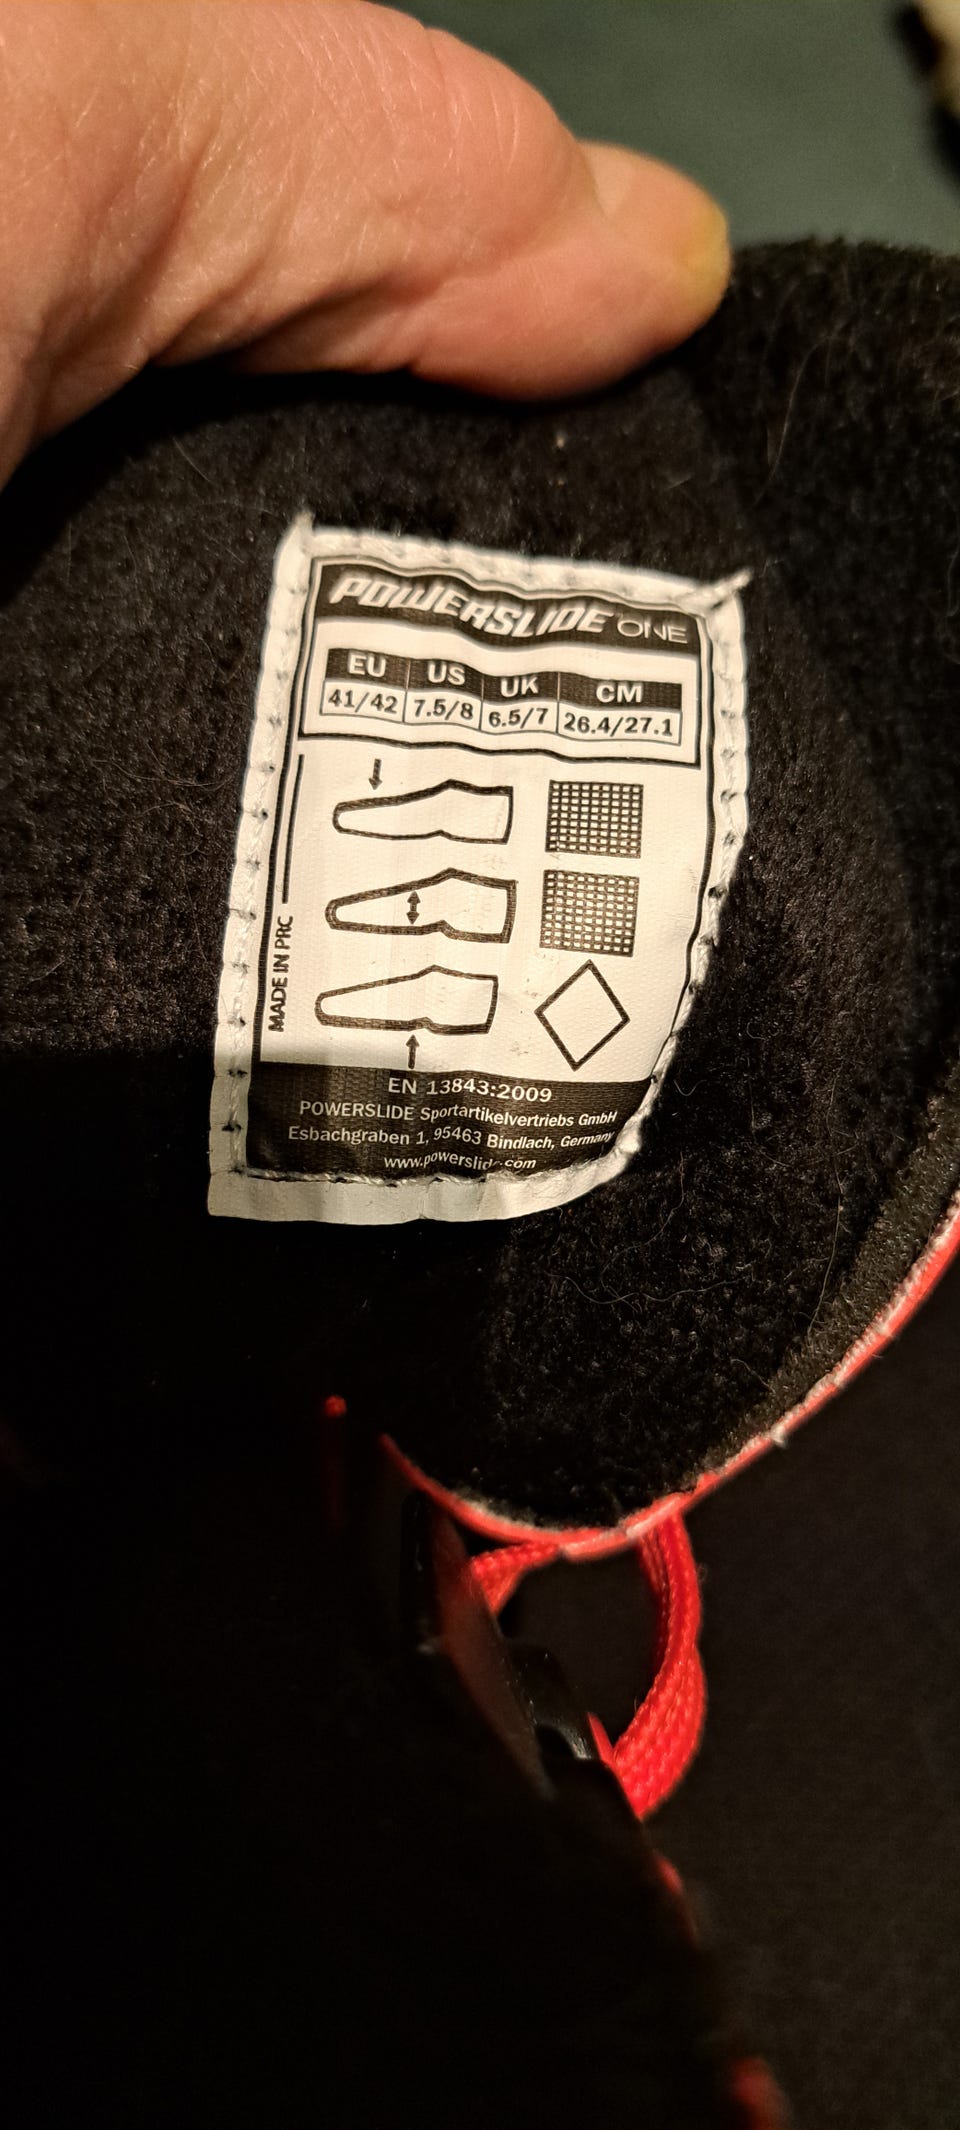 POWERSLIDE ONE
EU US UK CM
41/42 7.5/8 6.5/7 26.4/27.1
MADE IN PRC
EN 13843:2009
POWERSLIDE Sportartikelvertriebs GmbH
Esbachgraben 1, 95463 Bindlach, Germany
www.powerslide.com